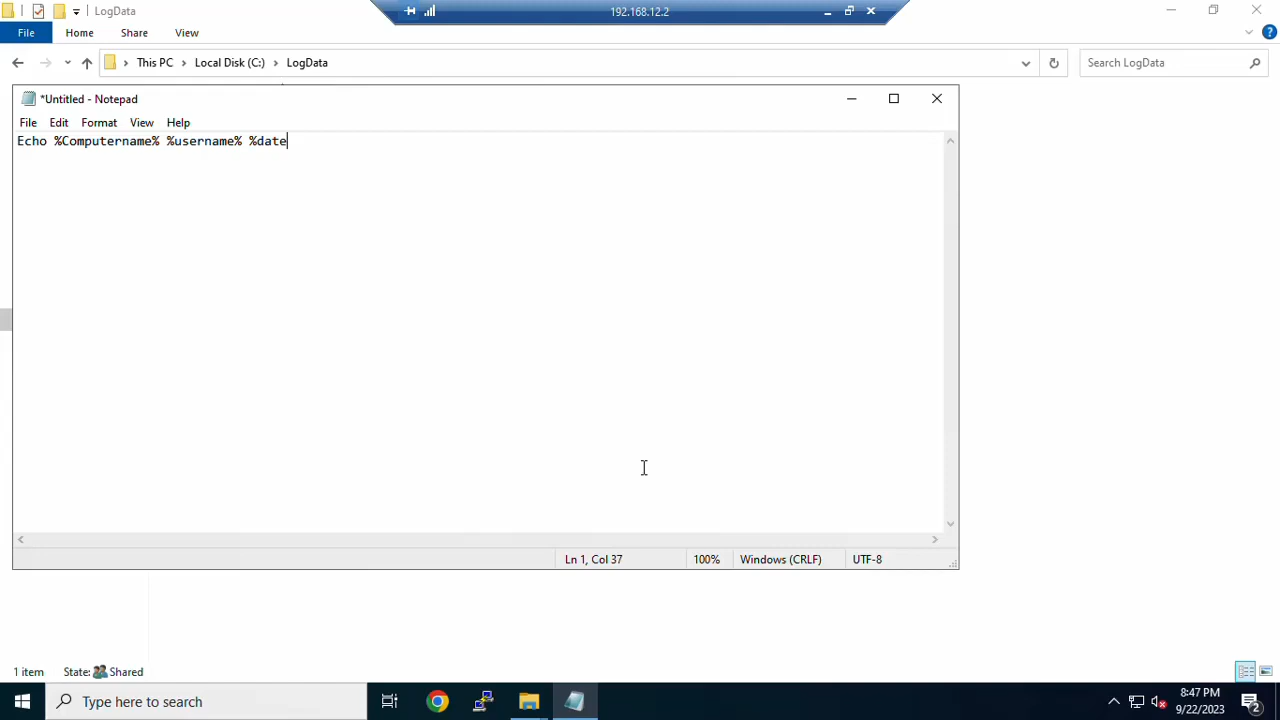 LogData
192.168.12.2
File Home Share View
This PC Local Disk (C:) LogData
Search LogData
*Untitled - Notepad
File Edit Format View Help
Echo %Computername% %username% %date
Ln 1, Col 37 100% Windows (CRLF) UTF-8
1 item State: Shared
Type here to search
8:47 PM
9/22/2023
2